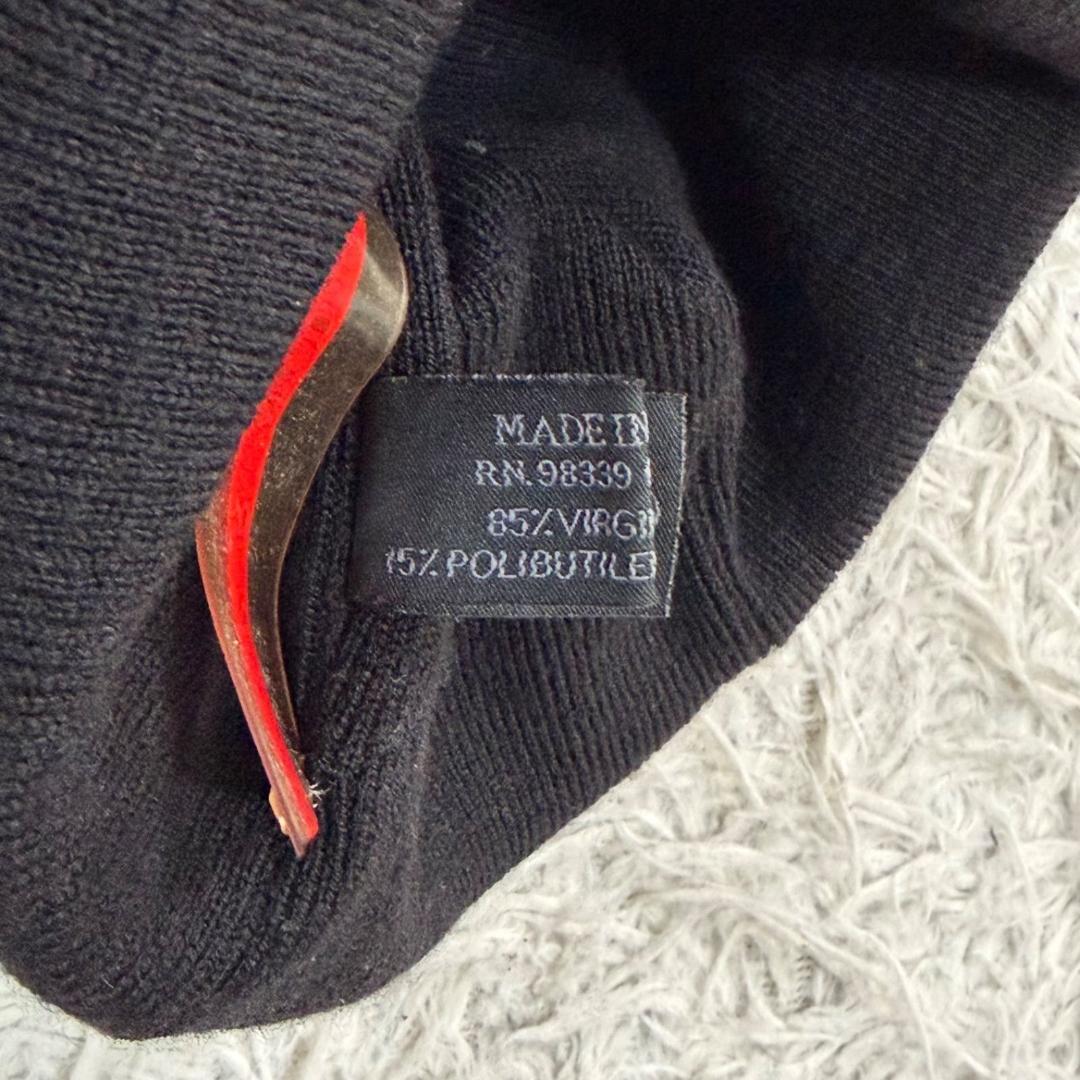 MADE IN
RN.98339
85%VIRGI
15%POLIBUTILE